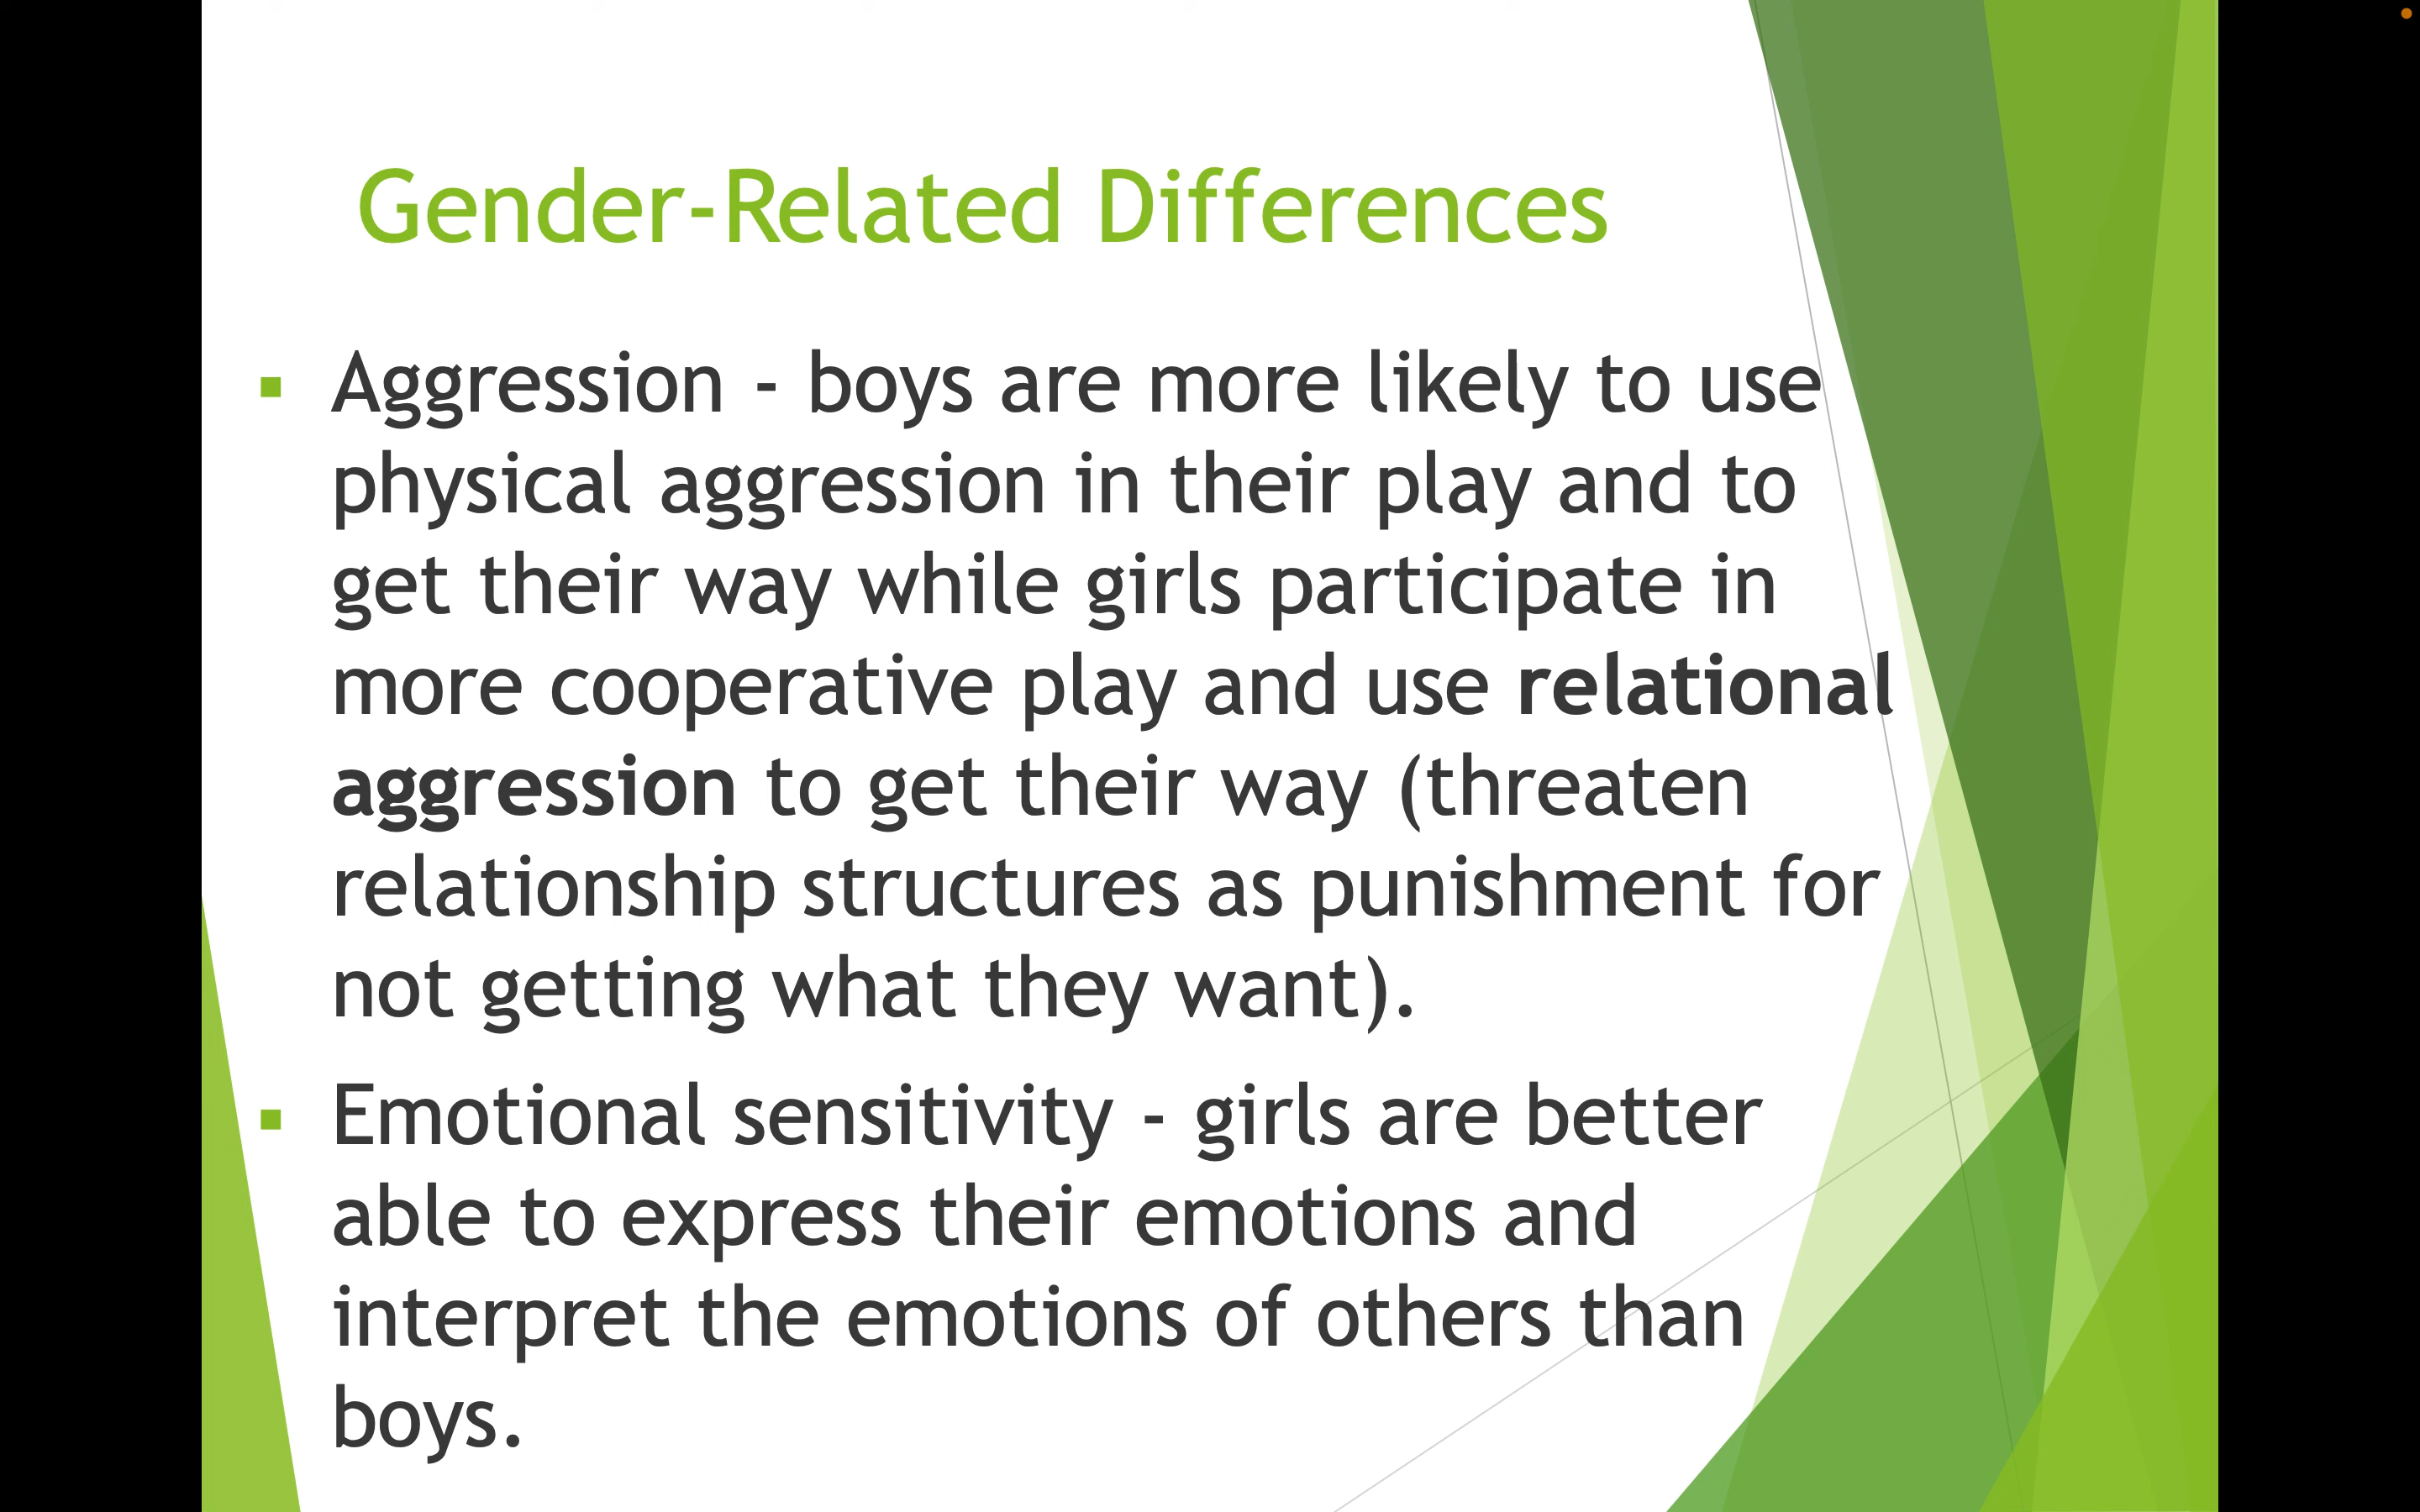 Gender-Related Differences
▪ Aggression - boys are more likely to use
physical aggression in their play and to
get their way while girls participate in
more cooperative play and use relational
aggression to get their way (threaten
relationship structures as punishment for
not getting what they want).
▪ Emotional sensitivity - girls are better
able to express their emotions and
interpret the emotions of others than
boys.